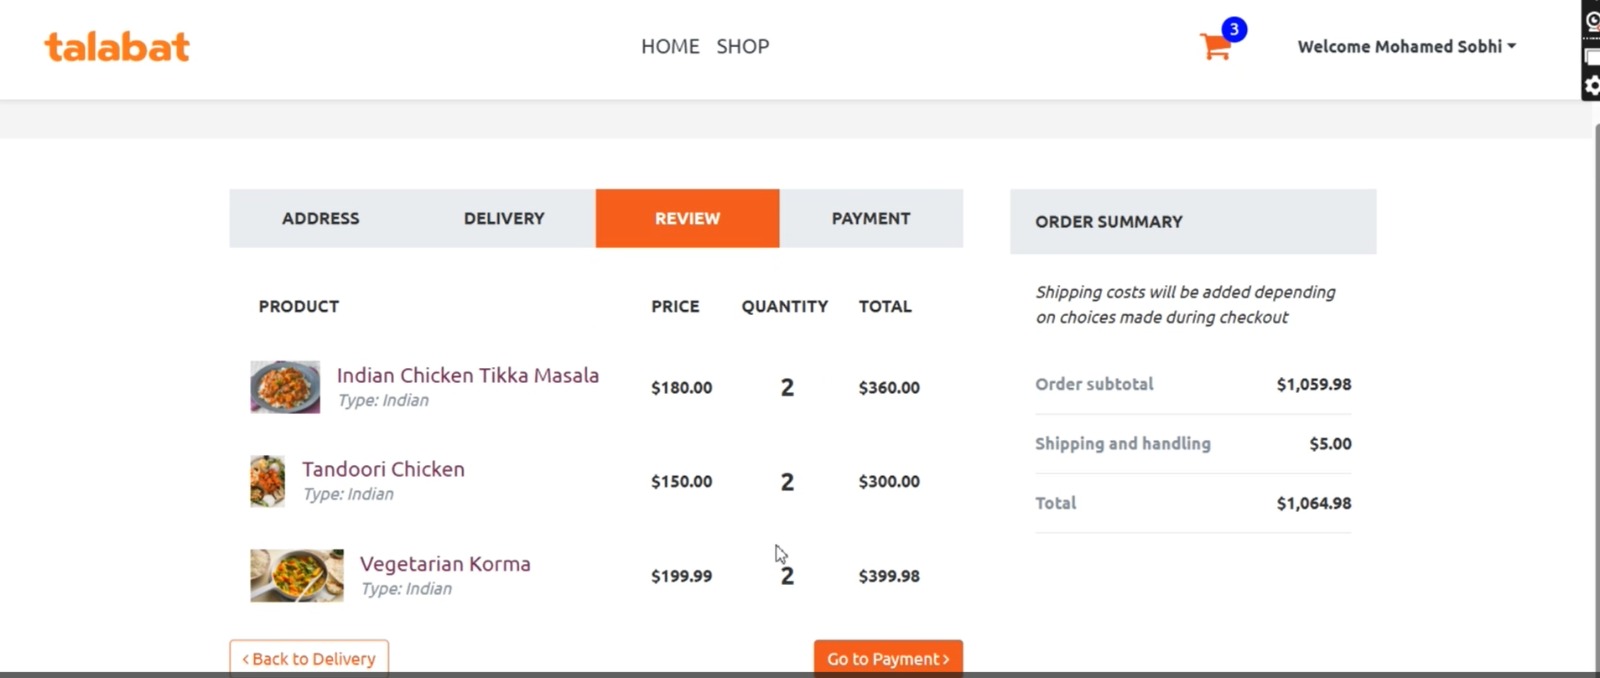 talabat
HOME SHOP
3
Welcome Mohamed Sobhi
ADDRESS DELIVERY REVIEW PAYMENT
PRODUCT PRICE QUANTITY TOTAL
Indian Chicken Tikka Masala
Type: Indian
$180.00 2 $360.00
Tandoori Chicken
Type: Indian
$150.00 2 $300.00
Vegetarian Korma
Type: Indian
$199.99 2 $399.98
< Back to Delivery
Go to Payment >
ORDER SUMMARY
Shipping costs will be added depending
on choices made during checkout
Order subtotal $1,059.98
Shipping and handling $5.00
Total $1,064.98